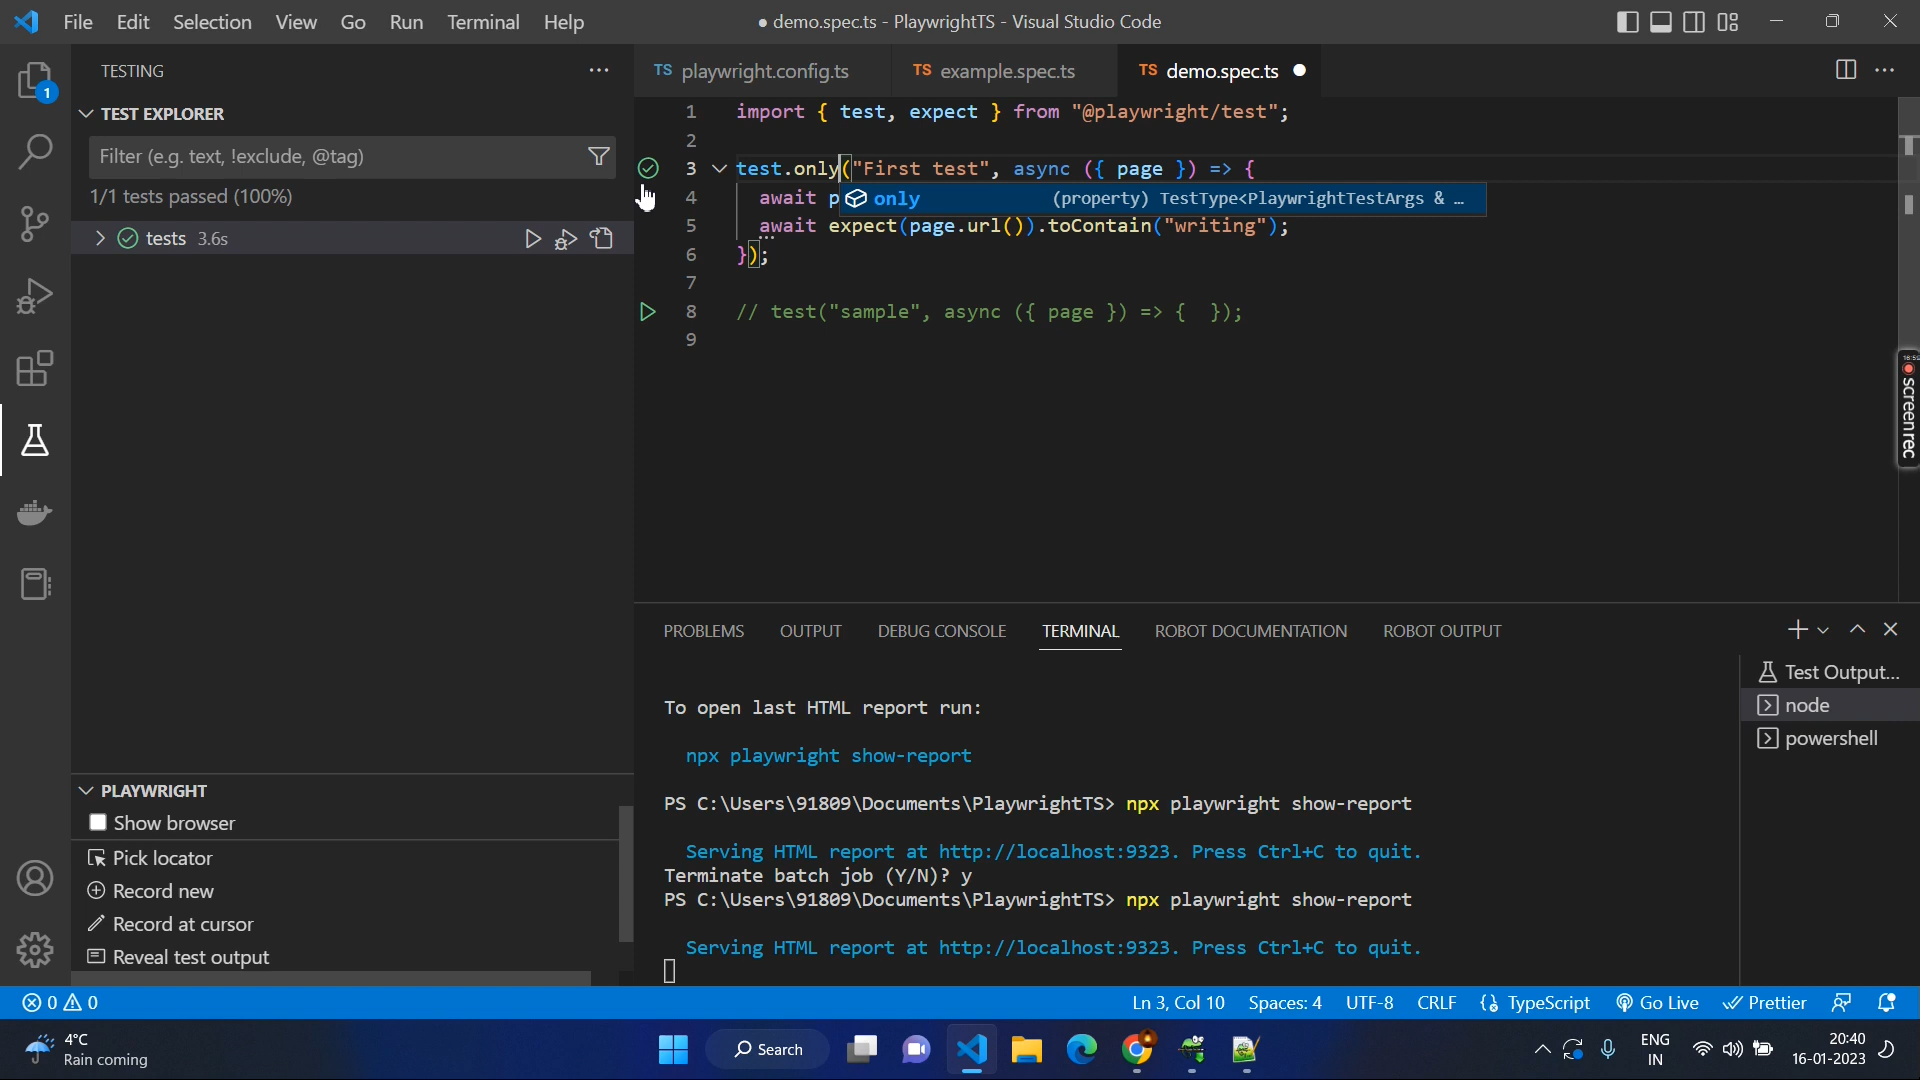 File Edit Selection View Go Run Terminal Help
● demo.spec.ts - PlaywrightTS - Visual Studio Code
1
TESTING
TEST EXPLORER
Filter (e.g. text, !exclude, @tag)
1/1 tests passed (100%)
tests 3.6s
TS playwright.config.ts
TS example.spec.ts
TS demo.spec.ts ●
1 import { test, expect } from "@playwright/test";
2
3 test.only("First test", async ({ page }) => {
4 await p
only (property) TestType<PlaywrightTestArgs & …
5 await expect(page.url()).toContain("writing");
6 });
7
8 // test("sample", async ({ page }) => {  });
9
screenrec
PLAYWRIGHT
Show browser
Pick locator
Record new
Record at cursor
Reveal test output
PROBLEMS OUTPUT DEBUG CONSOLE TERMINAL ROBOT DOCUMENTATION ROBOT OUTPUT
To open last HTML report run:
npx playwright show-report
PS C:\Users\91809\Documents\PlaywrightTS> npx playwright show-report
Serving HTML report at http://localhost:9323. Press Ctrl+C to quit.
Terminate batch job (Y/N)? y
PS C:\Users\91809\Documents\PlaywrightTS> npx playwright show-report
Serving HTML report at http://localhost:9323. Press Ctrl+C to quit.
Test Output...
node
powershell
0 0
Ln 3, Col 10 Spaces: 4 UTF-8 CRLF {} TypeScript Go Live Prettier
4°C
Rain coming
Search
ENG
IN
20:40
16-01-2023